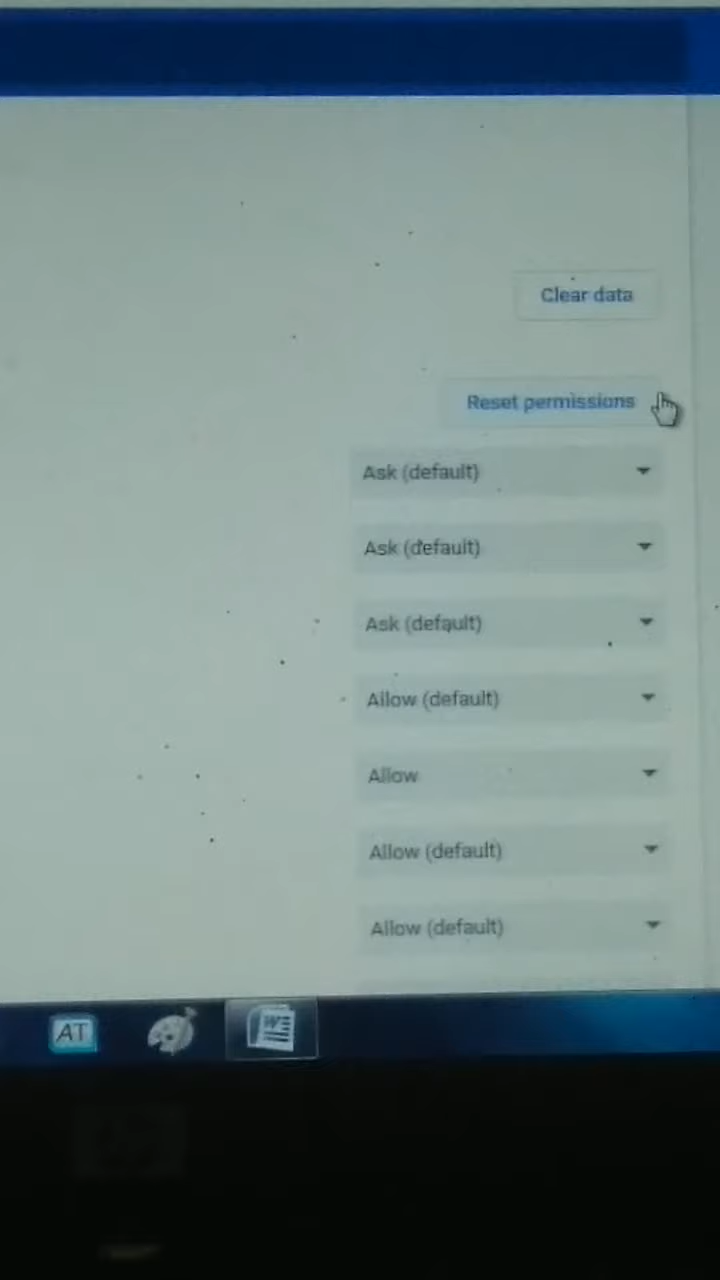 Clear data
Reset permissions
Ask (default)
Ask (default)
Ask (default)
Allow (default)
Allow
Allow (default)
Allow (default)
AT
W